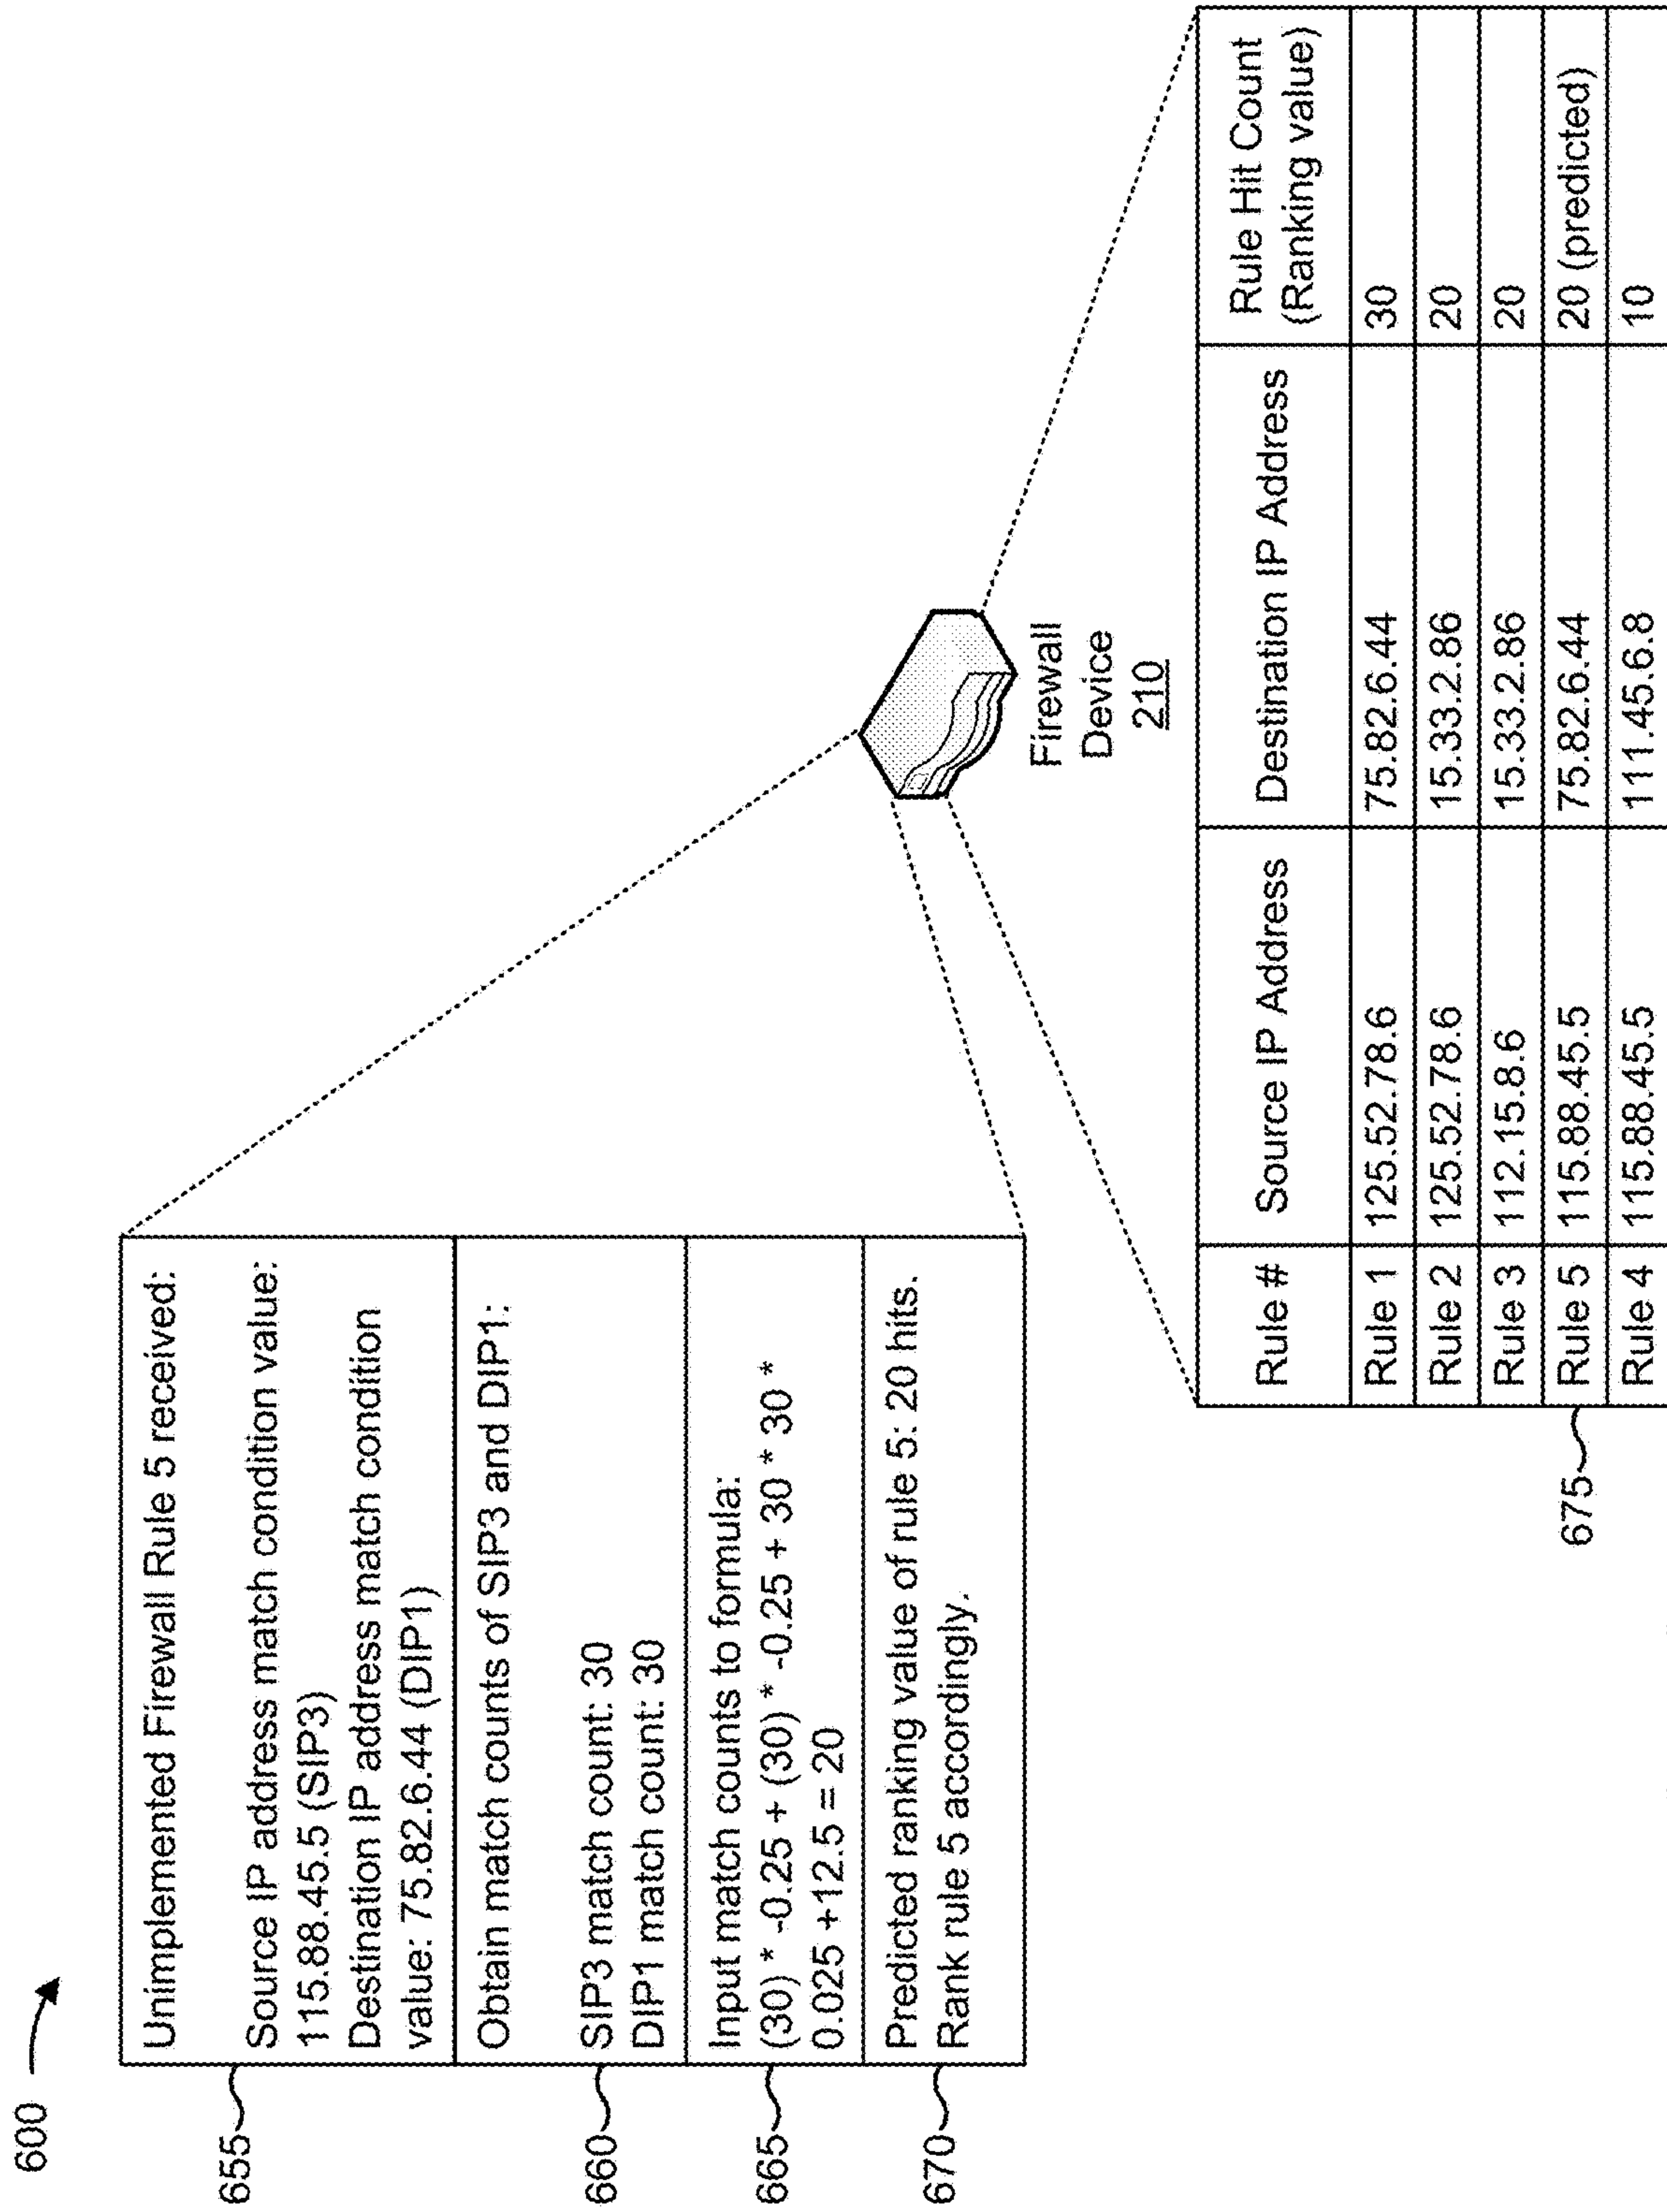 600
655
Unimplemented Firewall Rule 5 received:
Source IP address match condition value:
115.88.45.5 (SIP3)
Destination IP address match condition
value: 75.82.6.44 (DIP1)
660
Obtain match counts of SIP3 and DIP1:
SIP3 match count: 30
DIP1 match count: 30
665
Input match counts to formula:
(30) * -0.25 + (30) * -0.25 + 30 * 30 *
0.025 +12.5 = 20
670
Predicted ranking value of rule 5: 20 hits.
Rank rule 5 accordingly.
Firewall
Device
210
675
Rule # Source IP Address Destination IP Address Rule Hit Count
(Ranking value)
Rule 1 125.52.78.6 75.82.6.44 30
Rule 2 125.52.78.6 15.33.2.86 20
Rule 3 112.15.8.6 15.33.2.86 20
Rule 5 115.88.45.5 75.82.6.44 20 (predicted)
Rule 4 115.88.45.5 111.45.6.8 10